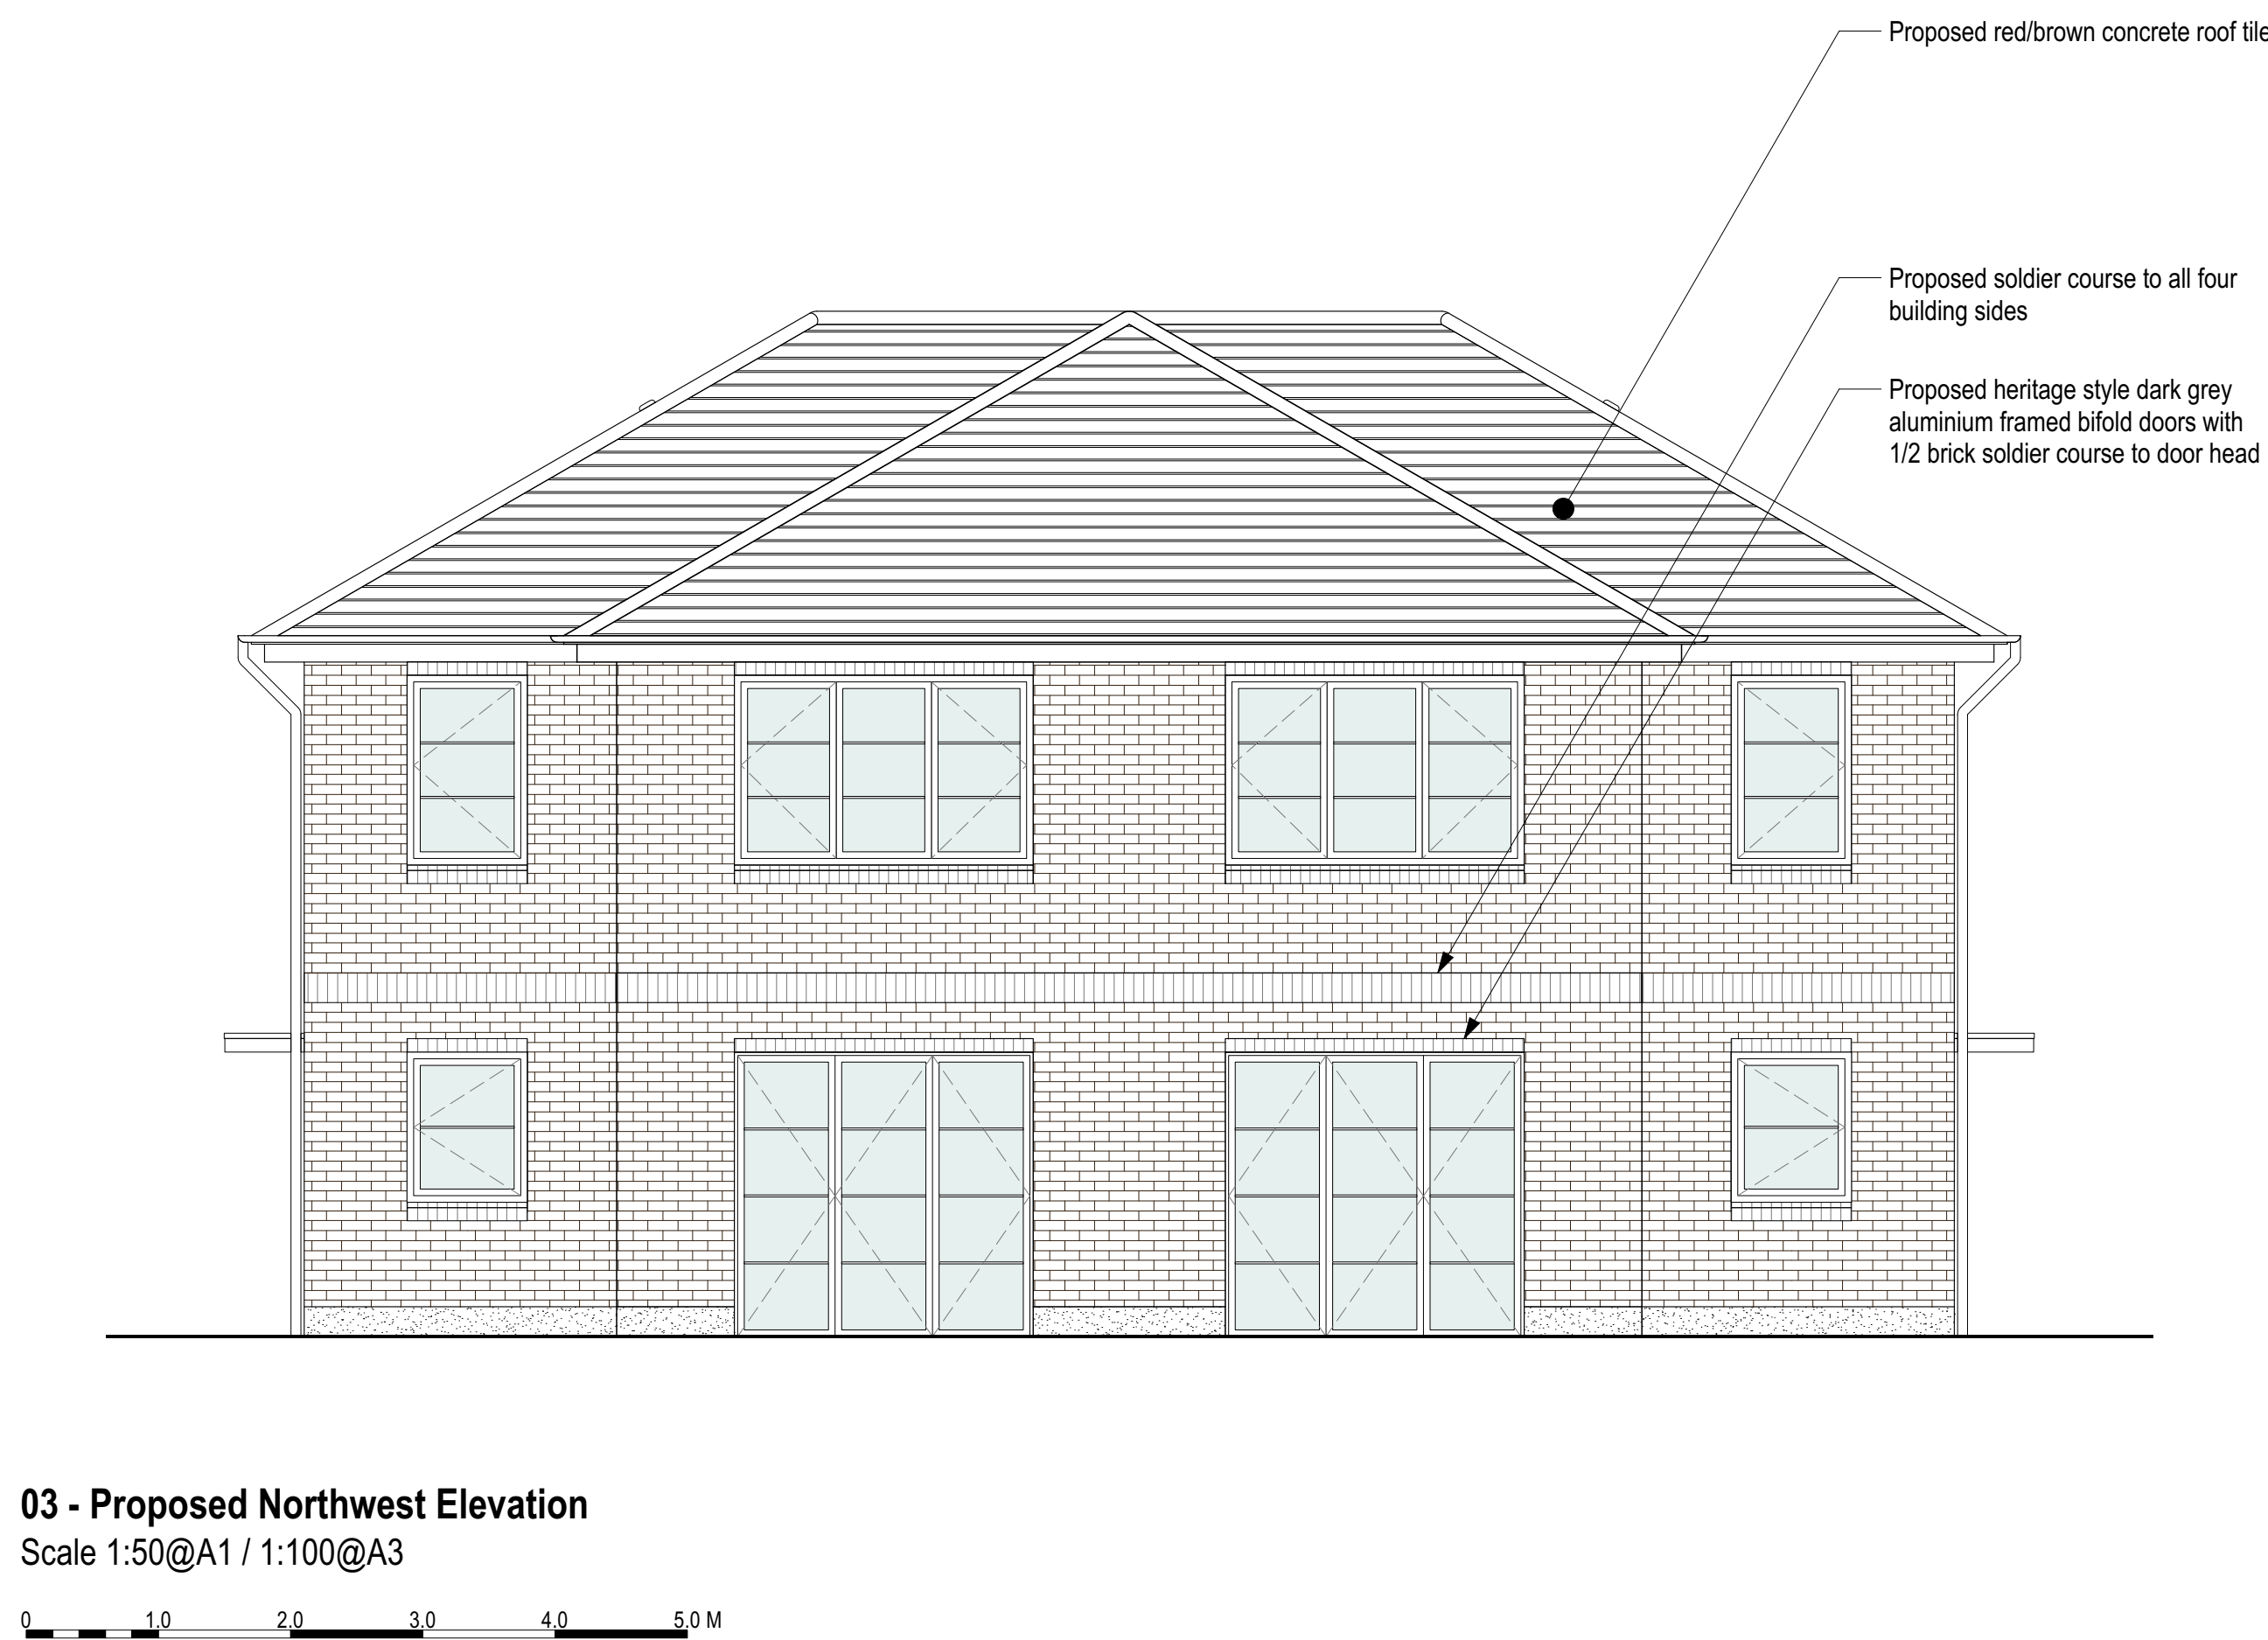 Proposed red/brown concrete roof tile
Proposed soldier course to all four
building sides
Proposed heritage style dark grey
aluminium framed bifold doors with
1/2 brick soldier course to door head
03 - Proposed Northwest Elevation
Scale 1:50@A1 / 1:100@A3
0 1.0 2.0 3.0 4.0 5.0 M